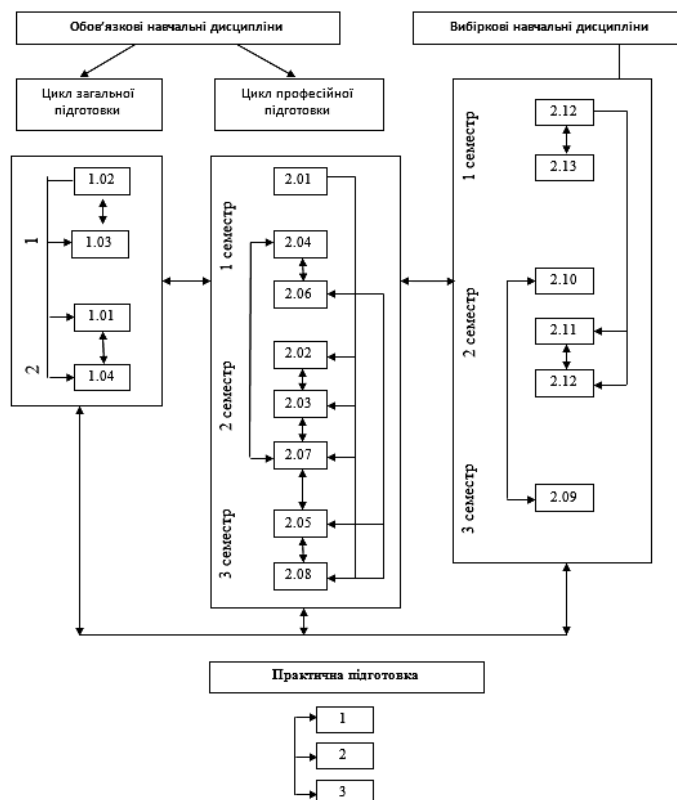 Обов'язкові навчальні дисципліни
Вибіркові навчальні дисципліни
Цикл загальної
підготовки
Цикл професійної
підготовки
1
1.02
1.03
2
1.01
1.04
1 семестр
2.01
2.04
2.06
2 семестр
2.02
2.03
2.07
3 семестр
2.05
2.08
1 семестр
2.12
2.13
2 семестр
2.10
2.11
2.12
3 семестр
2.09
Практична підготовка
1
2
3